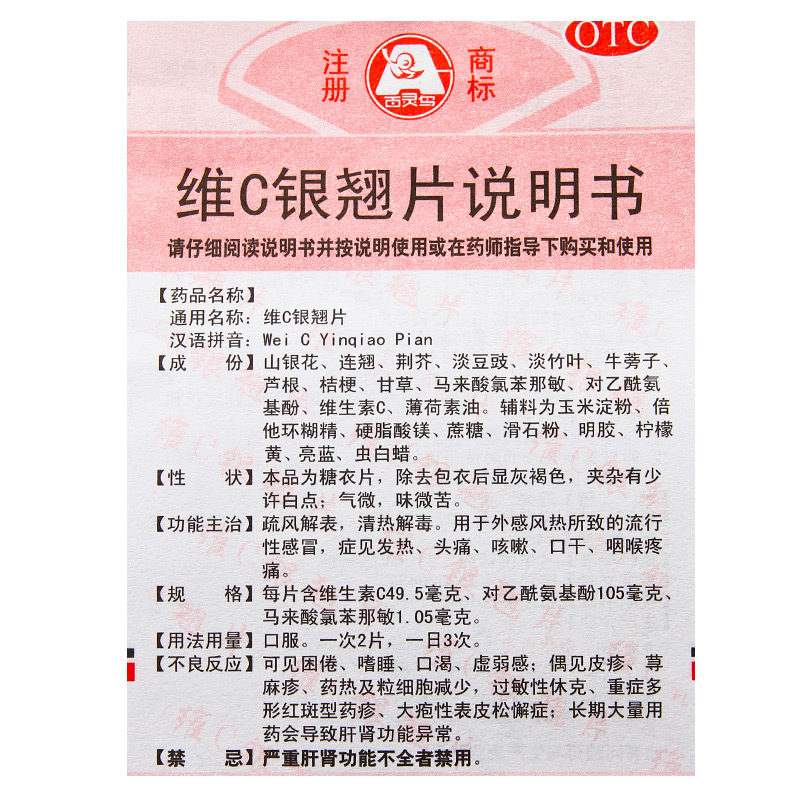 OTC
注册 商标
百灵鸟
维C银翘片说明书
请仔细阅读说明书并按说明使用或在药师指导下购买和使用
【药品名称】
通用名称：维C银翘片
汉语拼音：Wei C Yinqiao Pian
【成 份】山银花、连翘、荆芥、淡豆豉、淡竹叶、牛蒡子、
芦根、桔梗、甘草、马来酸氯苯那敏、对乙酰氨
基酚、维生素C、薄荷素油。辅料为玉米淀粉、倍
他环糊精、硬脂酸镁、蔗糖、滑石粉、明胶、柠檬
黄、亮蓝、虫白蜡。
【性 状】本品为糖衣片，除去包衣后显灰褐色，夹杂有少
许白点；气微，味微苦。
【功能主治】疏风解表，清热解毒。用于外感风热所致的流行
性感冒，症见发热、头痛、咳嗽、口干、咽喉疼
痛。
【规 格】每片含维生素C49.5毫克、对乙酰氨基酚105毫克、
马来酸氯苯那敏1.05毫克。
【用法用量】口服。一次2片，一日3次。
【不良反应】可见困倦、嗜睡、口渴、虚弱感；偶见皮疹、荨
麻疹、药热及粒细胞减少，过敏性休克、重症多
形红斑型药疹、大疱性表皮松懈症；长期大量用
药会导致肝肾功能异常。
【禁 忌】严重肝肾功能不全者禁用。